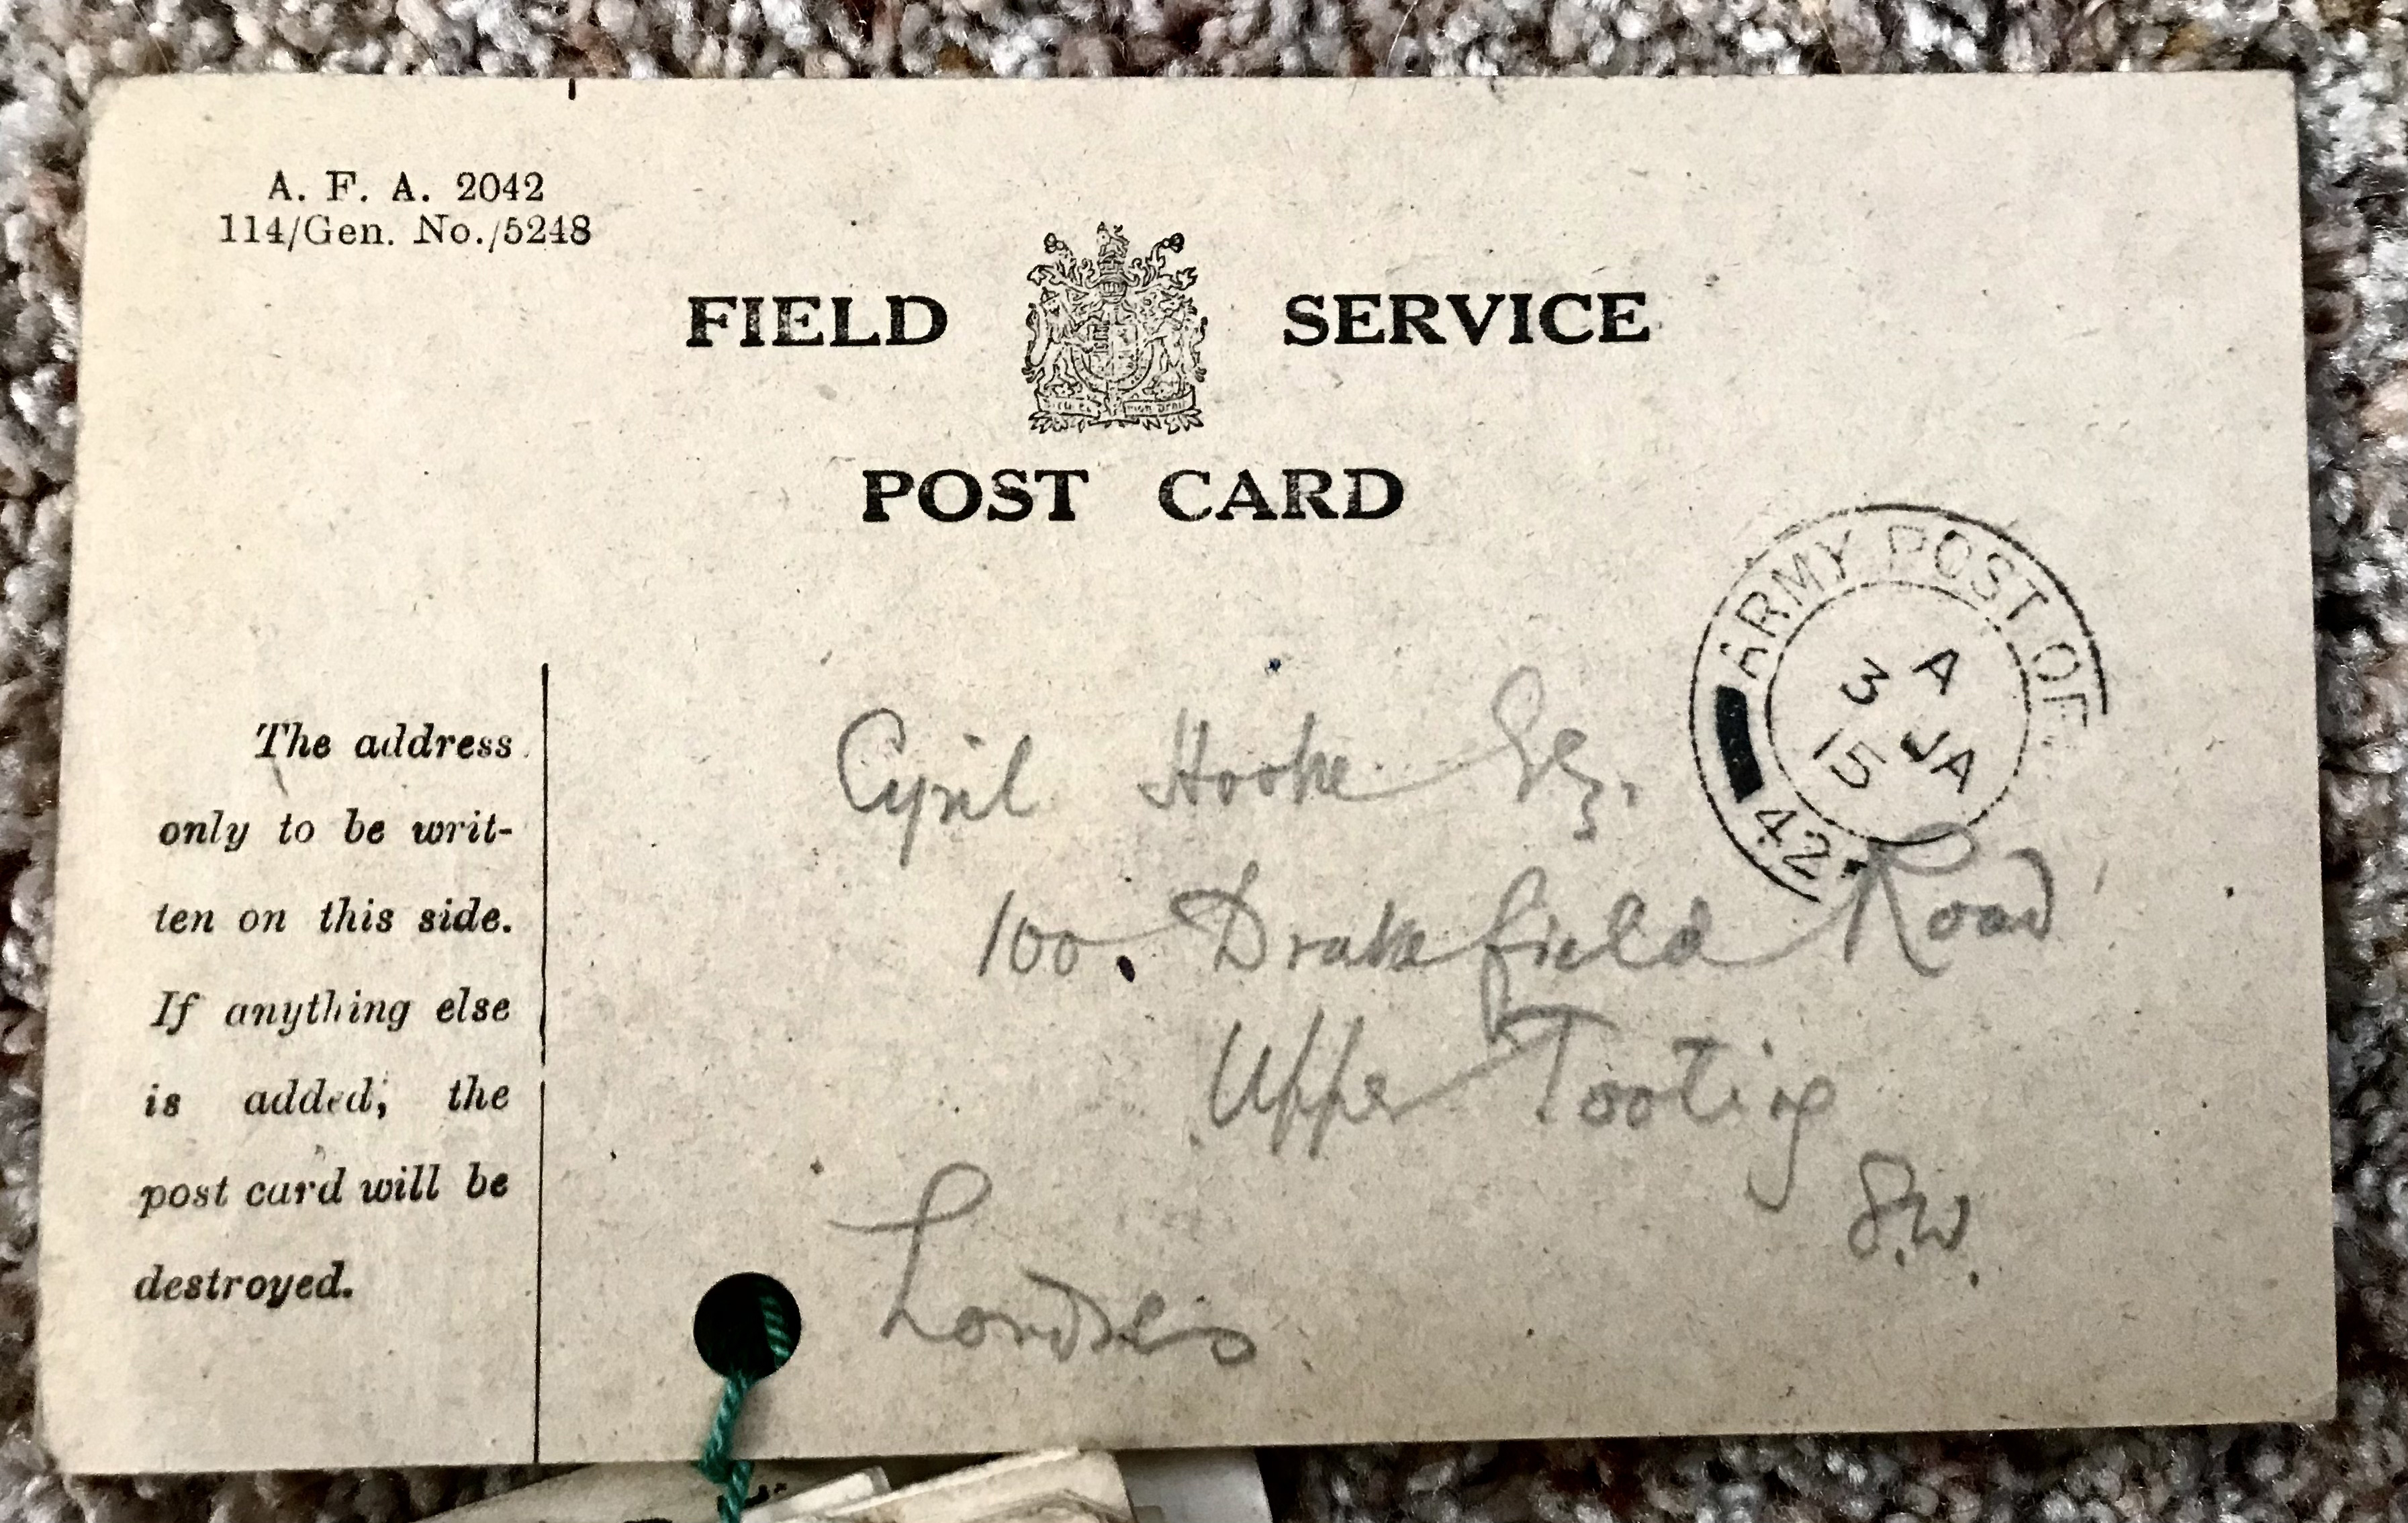 A. F. A. 2042
114/Gen. No./5248
FIELD SERVICE
POST CARD
ARMY POST OF
A
3 JA
15
42
The address
only to be writ-
ten on this side.
If anything else
is added, the
post card will be
destroyed.
Cyril Hooke Esq.
100. Drakefield Road
Upper Tooting
S.W.